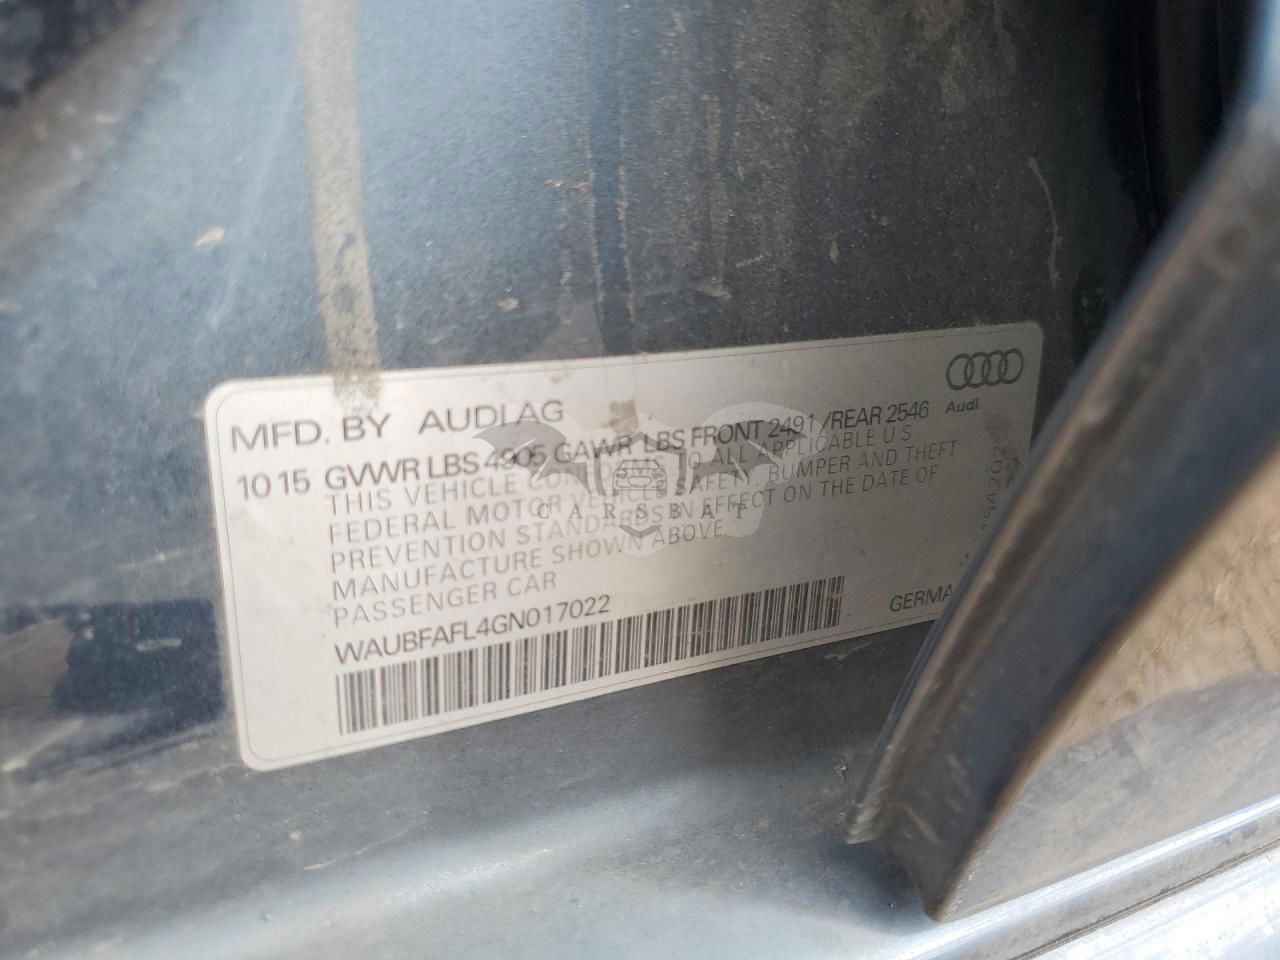 MFD. BY AUDI AG
Audi
10 15 GVWR LBS 4905 GAWR LBS FRONT 2491 /REAR 2546
THIS VEHICLE CONFORMS TO ALL APPLICABLE U S
FEDERAL MOTOR VEHICLE SAFETY, BUMPER AND THEFT
PREVENTION STANDARDS IN EFFECT ON THE DATE OF
MANUFACTURE SHOWN ABOVE
PASSENGER CAR
WAUBFAFL4GN017022
GERMA
CARSBAT